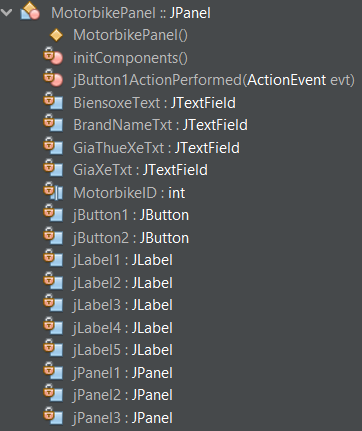 MotorbikePanel :: JPanel
MotorbikePanel()
initComponents()
jButton1ActionPerformed(ActionEvent evt)
BiensoxeText : JTextField
BrandNameTxt : JTextField
GiaThueXeTxt : JTextField
GiaXeTxt : JTextField
MotorbikeID : int
jButton1 : JButton
jButton2 : JButton
jLabel1 : JLabel
jLabel2 : JLabel
jLabel3 : JLabel
jLabel4 : JLabel
jLabel5 : JLabel
jPanel1 : JPanel
jPanel2 : JPanel
jPanel3 : JPanel